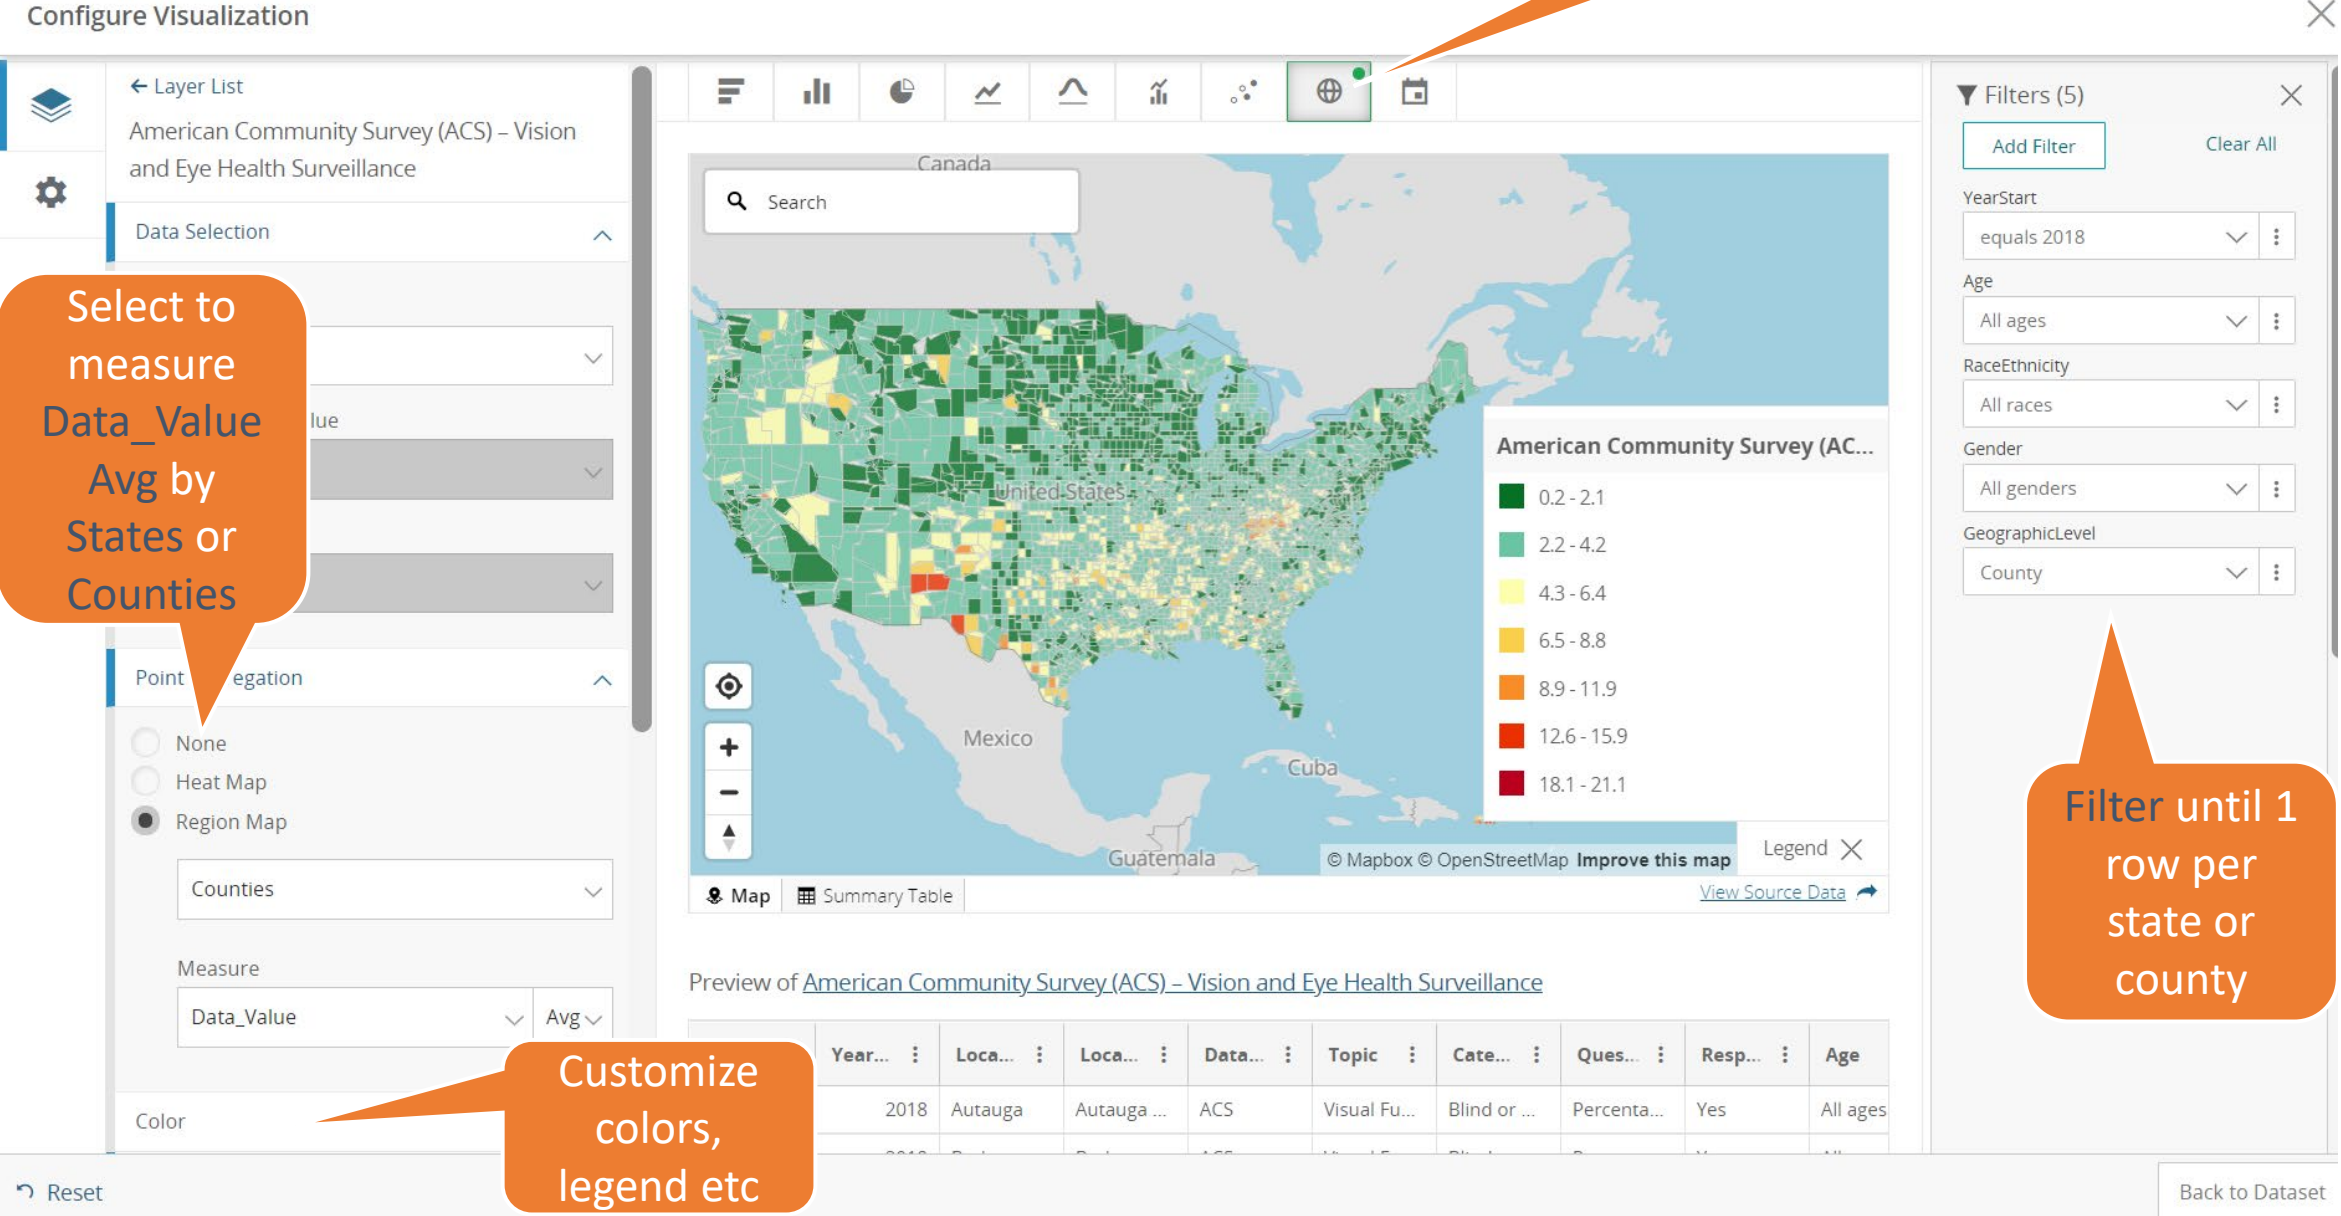 Configure Visualization
Layer List
American Community Survey (ACS) – Vision
and Eye Health Surveillance
Data Selection
lue
Select to
measure
Data_Value
Avg by
States or
Counties
Point
egation
None
Heat Map
Region Map
Counties
Measure
Data_Value
Avg
Color
Customize
colors,
legend etc
Reset
Search
Canada
United States
Mexico
Cuba
Guatemala
American Community Survey (AC...
0.2 - 2.1
2.2 - 4.2
4.3 - 6.4
6.5 - 8.8
8.9 - 11.9
12.6 - 15.9
18.1 - 21.1
Legend
© Mapbox © OpenStreetMap Improve this map
Map
Summary Table
View Source Data
Preview of American Community Survey (ACS) – Vision and Eye Health Surveillance
Year... Loca... Loca... Data... Topic Cate... Ques... Resp... Age
2018 Autauga Autauga ... ACS Visual Fu... Blind or ... Percenta... Yes All ages
Filters (5)
Add Filter
Clear All
YearStart
equals 2018
Age
All ages
RaceEthnicity
All races
Gender
All genders
GeographicLevel
County
Filter until 1
row per
state or
county
Back to Dataset